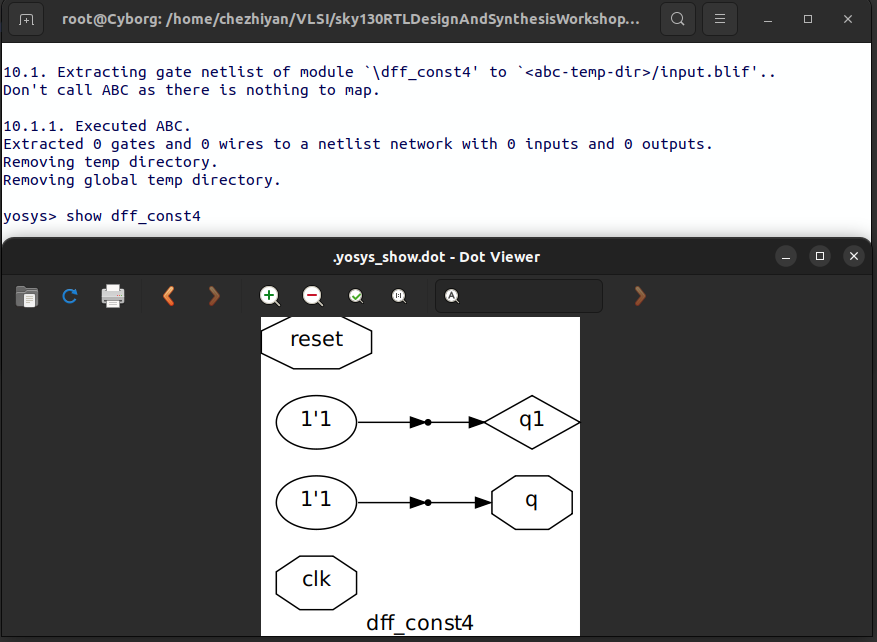 root@Cyborg: /home/chezhiyan/VLSI/sky130RTLDesignAndSynthesisWorkshop...
10.1. Extracting gate netlist of module `\dff_const4' to `<abc-temp-dir>/input.blif'..
Don't call ABC as there is nothing to map.
10.1.1. Executed ABC.
Extracted 0 gates and 0 wires to a netlist network with 0 inputs and 0 outputs.
Removing temp directory.
Removing global temp directory.
yosys> show dff_const4
.yosys_show.dot - Dot Viewer
reset
1'1 q1
1'1 q
clk
dff_const4